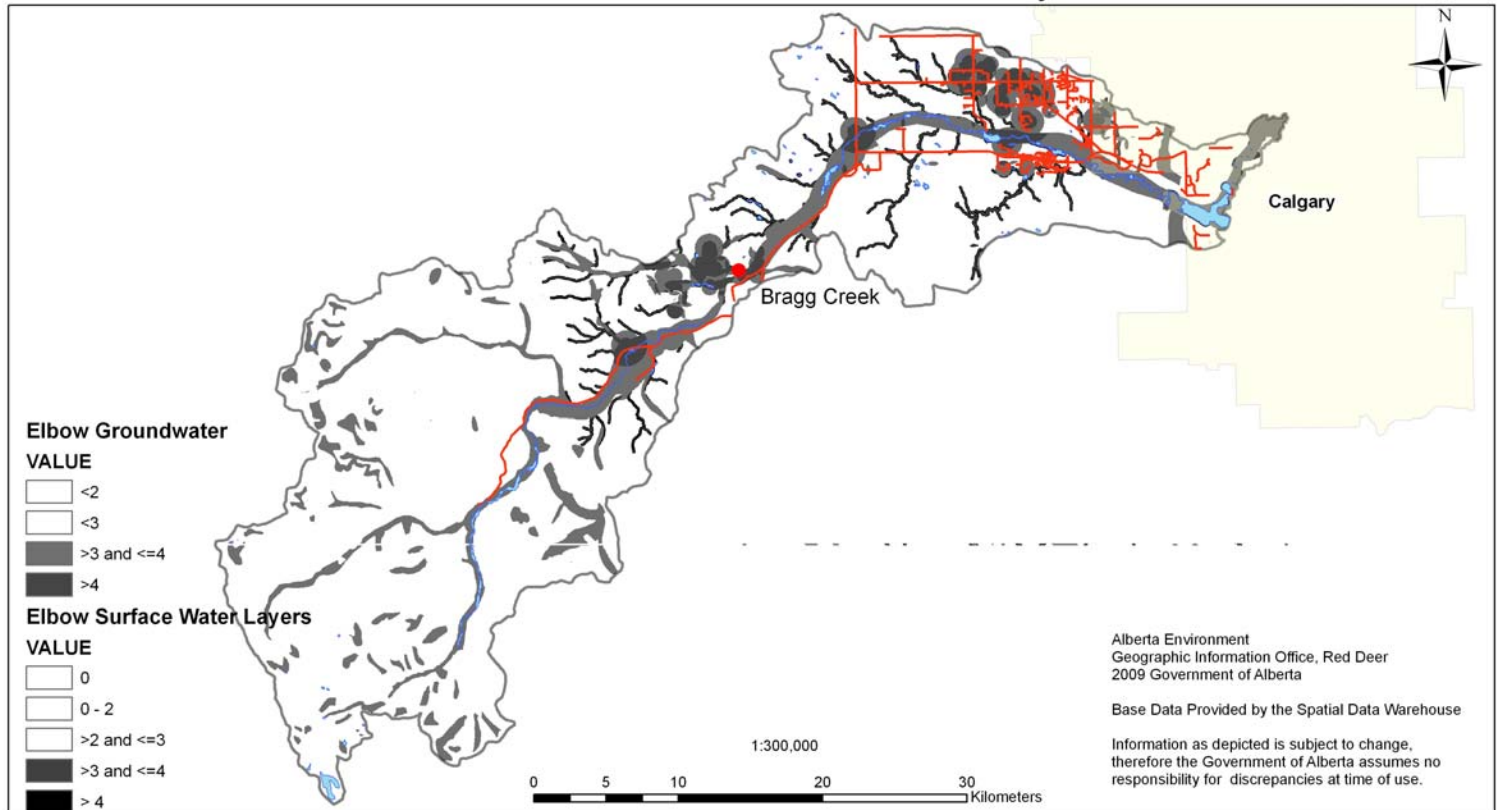 N
Calgary
Bragg Creek
Elbow Groundwater
VALUE
<2
<3
>3 and <=4
>4
Elbow Surface Water Layers
VALUE
0
0 - 2
>2 and <=3
>3 and <=4
> 4
1:300,000
0 5 10 20 30
Kilometers
Alberta Environment
Geographic Information Office, Red Deer
2009 Government of Alberta
Base Data Provided by the Spatial Data Warehouse
Information as depicted is subject to change,
therefore the Government of Alberta assumes no
responsibility for discrepancies at time of use.